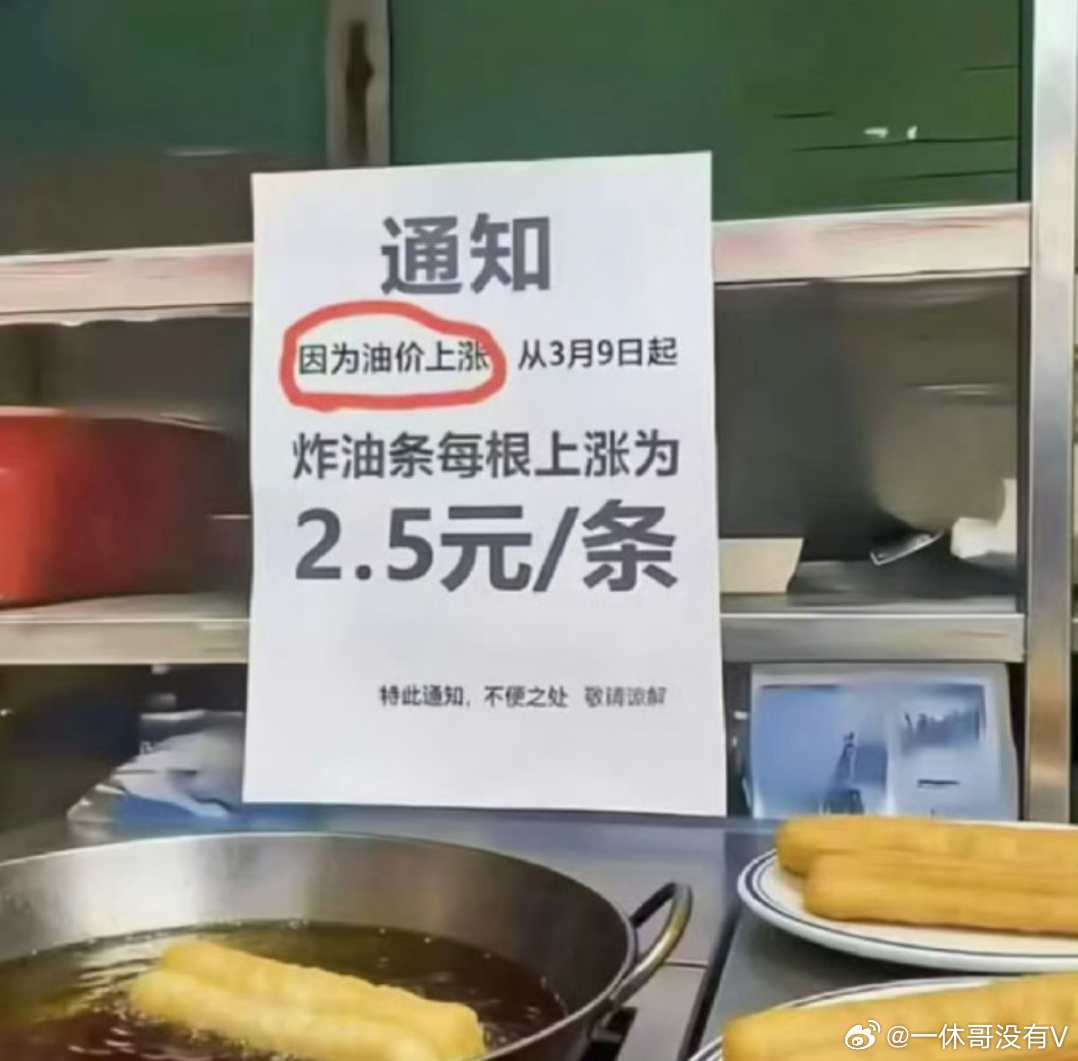 通知
因为油价上涨 从3月9日起
炸油条每根上涨为
2.5元/条
特此通知,不便之处 敬请谅解
@一休哥没有V